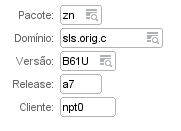 Pacote: zn
Domínio: sls.orig.c
Versão: B61U
Release: a7
Cliente: npt0